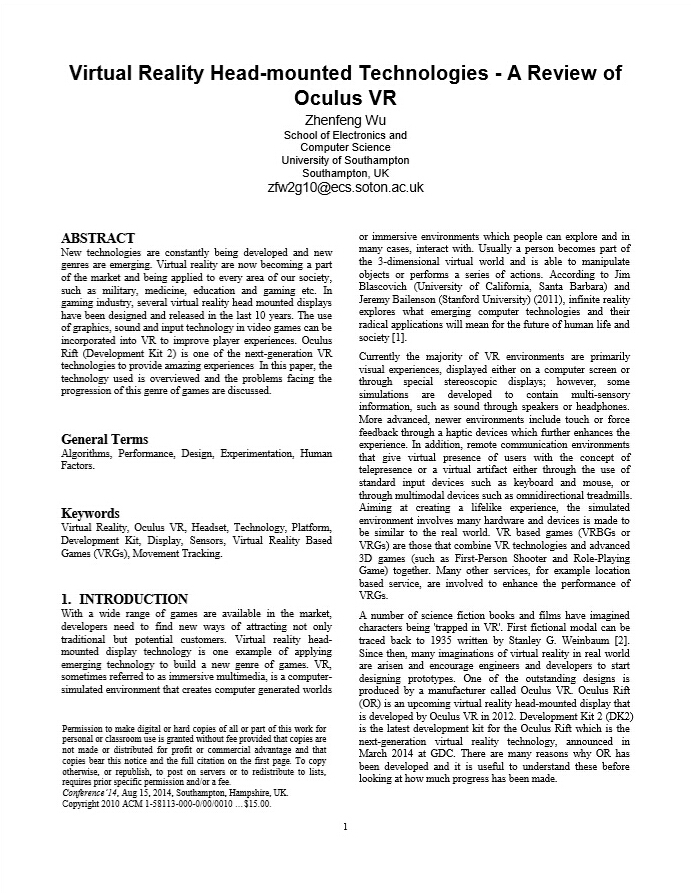 Virtual Reality Head-mounted Technologies - A Review of
Oculus VR
Zhenfeng Wu
School of Electronics and
Computer Science
University of Southampton
Southampton, UK
zfw2g10@ecs.soton.ac.uk
ABSTRACT
New technologies are constantly being developed and new
genres are emerging. Virtual reality are now becoming a part
of the market and being applied to every area of our society,
such as military, medicine, education and gaming etc. In
gaming industry, several virtual reality head mounted displays
have been designed and released in the last 10 years. The use
of graphics, sound and input technology in video games can be
incorporated into VR to improve player experiences. Oculus
Rift (Development Kit 2) is one of the next-generation VR
technologies to provide amazing experiences In this paper, the
technology used is overviewed and the problems facing the
progression of this genre of games are discussed.
General Terms
Algorithms, Performance, Design, Experimentation, Human
Factors.
Keywords
Virtual Reality, Oculus VR, Headset, Technology, Platform,
Development Kit, Display, Sensors, Virtual Reality Based
Games (VRGs), Movement Tracking.
1. INTRODUCTION
With a wide range of games are available in the market,
developers need to find new ways of attracting not only
traditional but potential customers. Virtual reality head-
mounted display technology is one example of applying
emerging technology to build a new genre of games. VR,
sometimes referred to as immersive multimedia, is a computer-
simulated environment that creates computer generated worlds
Permission to make digital or hard copies of all or part of this work for
personal or classroom use is granted without fee provided that copies are
not made or distributed for profit or commercial advantage and that
copies bear this notice and the full citation on the first page. To copy
otherwise, or republish, to post on servers or to redistribute to lists,
requires prior specific permission and/or a fee.
Conference'14, Aug 15, 2014, Southampton, Hampshire, UK.
Copyright 2010 ACM 1-58113-000-0/00/0010 …$15.00.
or immersive environments which people can explore and in
many cases, interact with. Usually a person becomes part of
the 3-dimensional virtual world and is able to manipulate
objects or performs a series of actions. According to Jim
Blascovich (University of California, Santa Barbara) and
Jeremy Bailenson (Stanford University) (2011), infinite reality
explores what emerging computer technologies and their
radical applications will mean for the future of human life and
society [1].
Currently the majority of VR environments are primarily
visual experiences, displayed either on a computer screen or
through special stereoscopic displays; however, some
simulations are developed to contain multi-sensory
information, such as sound through speakers or headphones.
More advanced, newer environments include touch or force
feedback through a haptic devices which further enhances the
experience. In addition, remote communication environments
that give virtual presence of users with the concept of
telepresence or a virtual artifact either through the use of
standard input devices such as keyboard and mouse, or
through multimodal devices such as omnidirectional treadmills.
Aiming at creating a lifelike experience, the simulated
environment involves many hardware and devices is made to
be similar to the real world. VR based games (VRBGs or
VRGs) are those that combine VR technologies and advanced
3D games (such as First-Person Shooter and Role-Playing
Game) together. Many other services, for example location
based service, are involved to enhance the performance of
VRGs.
A number of science fiction books and films have imagined
characters being 'trapped in VR'. First fictional modal can be
traced back to 1935 written by Stanley G. Weinbaum [2].
Since then, many imaginations of virtual reality in real world
are arisen and encourage engineers and developers to start
designing prototypes. One of the outstanding designs is
produced by a manufacturer called Oculus VR. Oculus Rift
(OR) is an upcoming virtual reality head-mounted display that
is developed by Oculus VR in 2012. Development Kit 2 (DK2)
is the latest development kit for the Oculus Rift which is the
next-generation virtual reality technology, announced in
March 2014 at GDC. There are many reasons why OR has
been developed and it is useful to understand these before
looking at how much progress has been made.
1